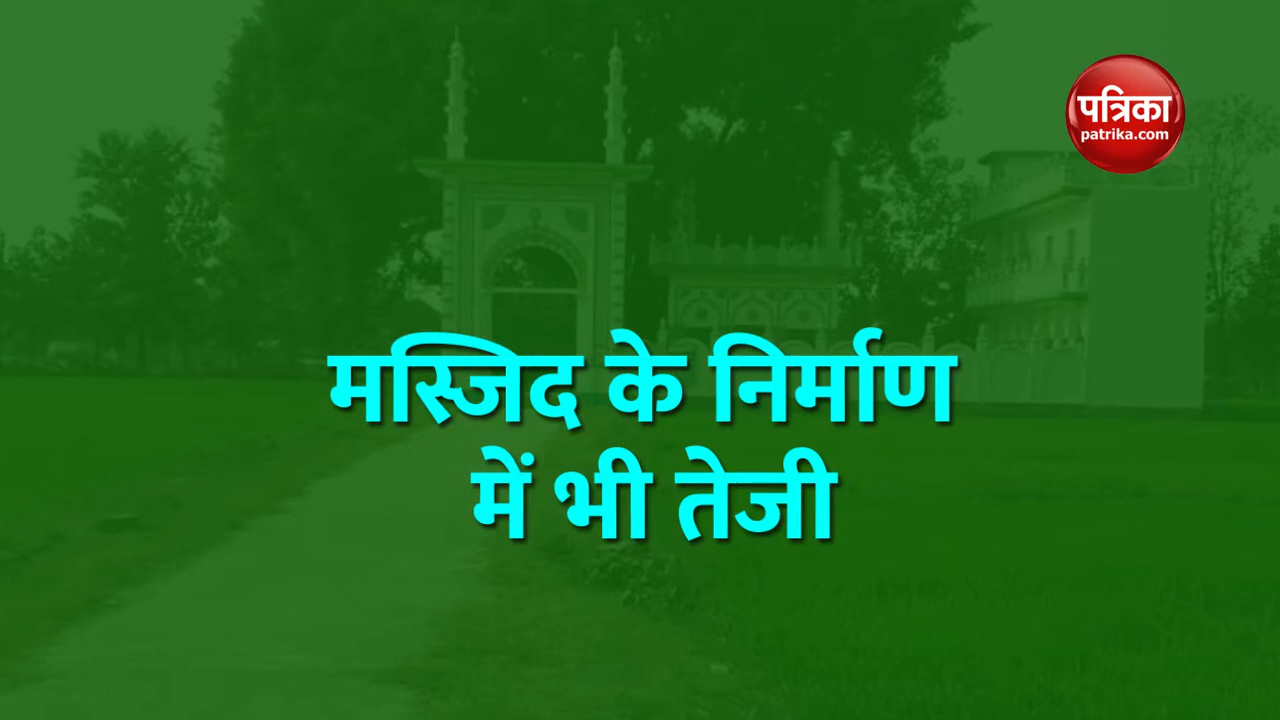 पत्रिका
patrika.com
मस्जिद के निर्माण
में भी तेजी